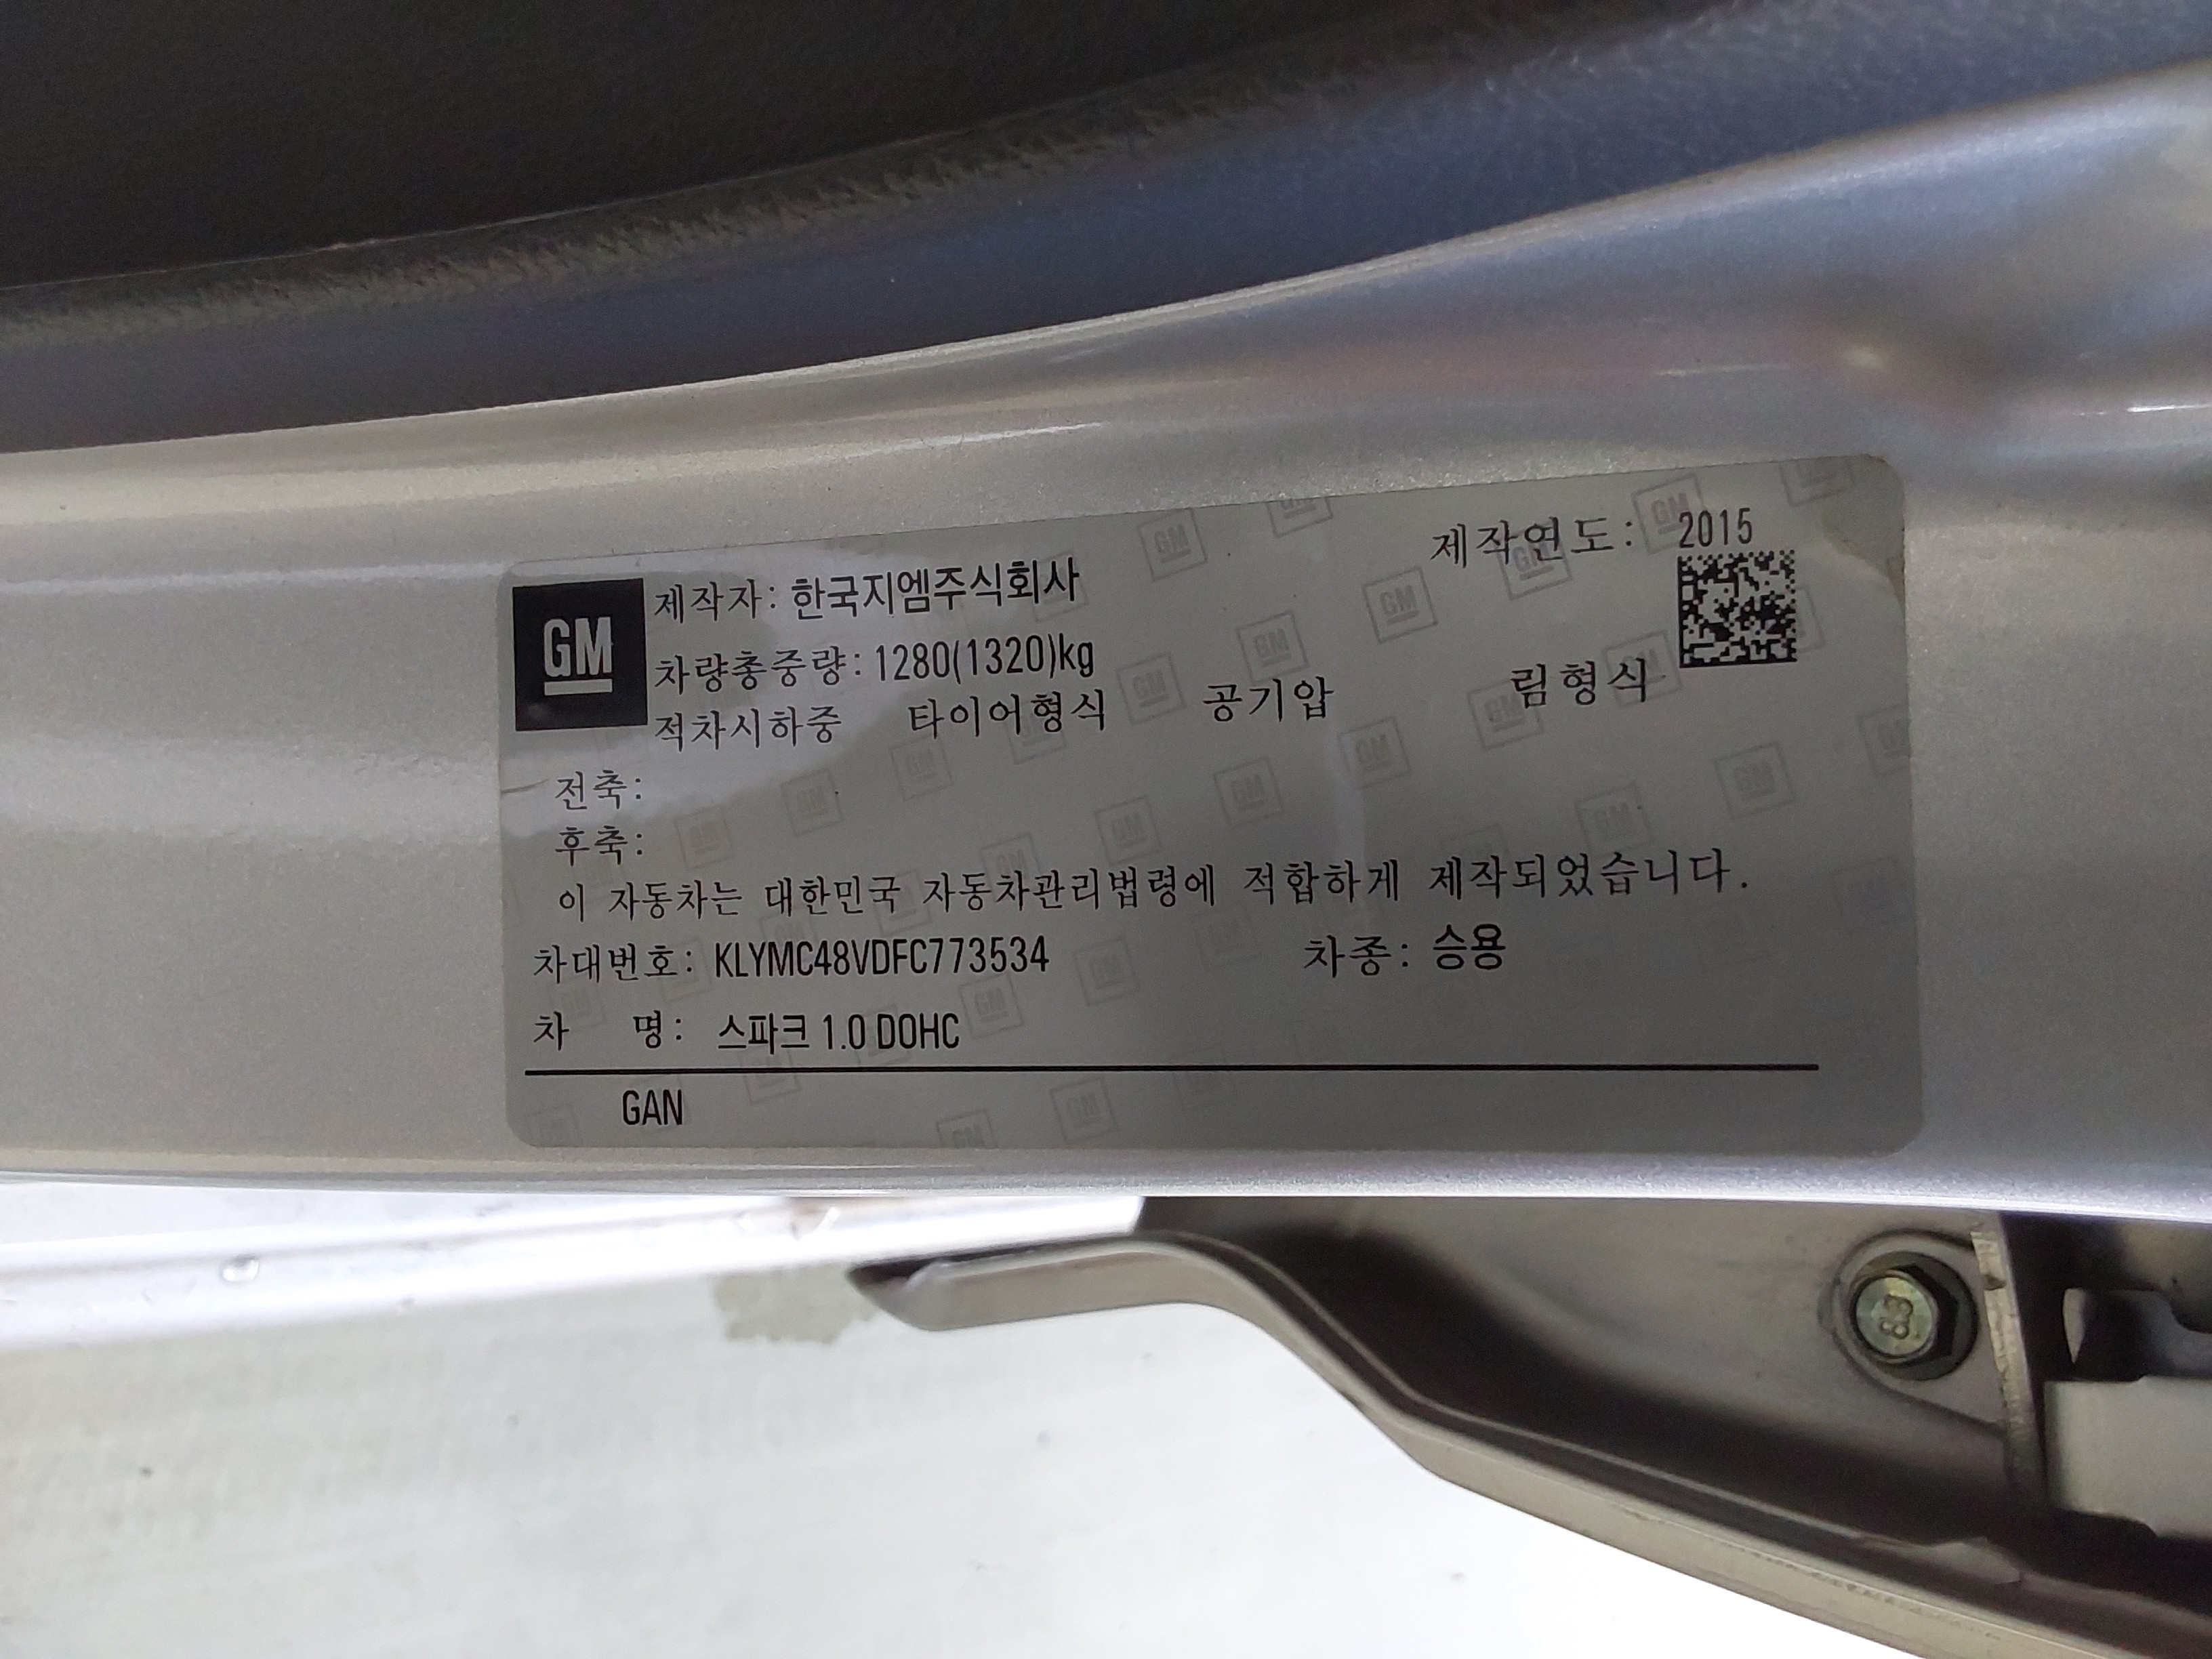 제작연도: 2015
GM
제작자: 한국지엠주식회사
차량총중량: 1280(1320)kg
적차시하중 타이어형식 공기압 림형식
전축:
후축:
이 자동차는 대한민국 자동차관리법령에 적합하게 제작되었습니다.
차대번호: KLYMC48VDFC773534 차종: 승용
차 명: 스파크 1.0 DOHC
GAN